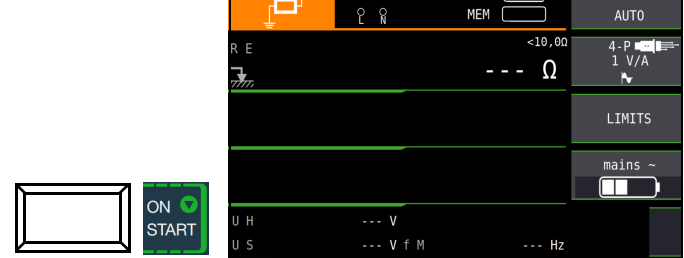 L N
MEM
AUTO
R E
<10,0Ω
--- Ω
4-P
1 V/A
LIMITS
mains ~
ON
START
U H --- V
U S --- V f M --- Hz